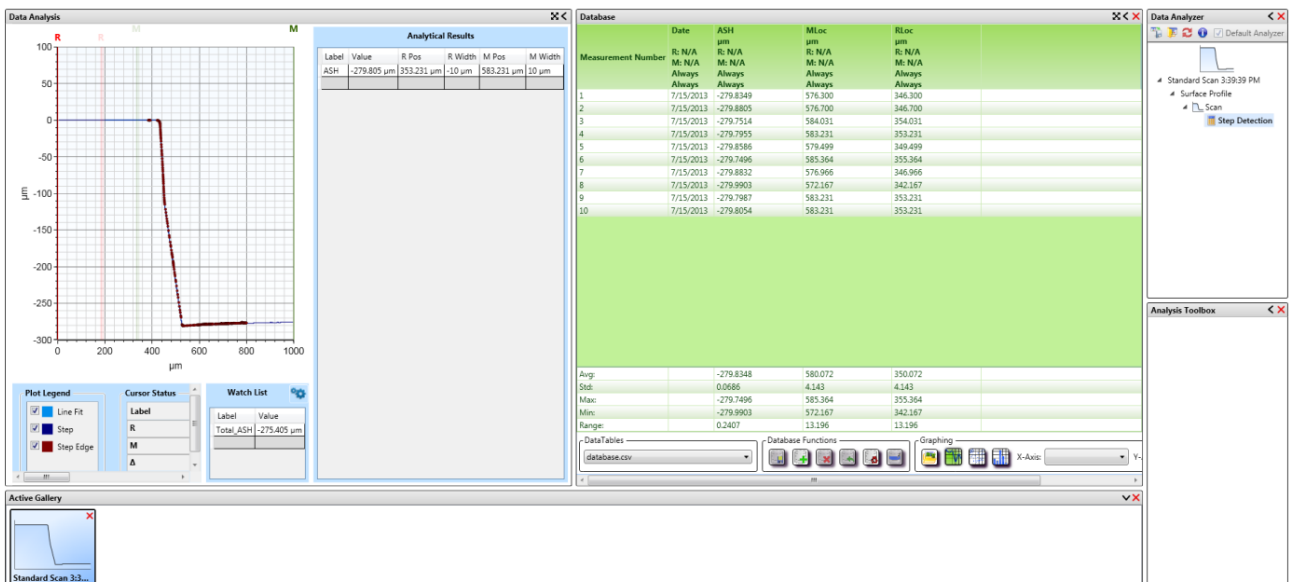 Data Analysis
R
R
M
M
100
50
0
-50
-100
-150
-200
-250
-300
µm
0 200 400 600 800 1000
µm
Plot Legend
Line Fit
Step
Step Edge
Cursor Status
Label
R
M
Δ
Watch List
Label Value
Total_ASH -275.405 µm
Analytical Results
Label Value R Pos R Width M Pos M Width
ASH -279.805 µm 353.231 µm -10 µm 583.231 µm 10 µm
Database
Date ASH MLoc RLoc
µm µm µm
Measurement Number R: N/A R: N/A R: N/A R: N/A
M: N/A M: N/A M: N/A M: N/A
Always Always Always Always
Always Always Always Always
1 7/15/2013 -279.8349 576.300 346.300
2 7/15/2013 -279.8805 576.700 346.700
3 7/15/2013 -279.7514 584.031 354.031
4 7/15/2013 -279.7955 583.231 353.231
5 7/15/2013 -279.8586 579.499 349.499
6 7/15/2013 -279.7496 585.364 355.364
7 7/15/2013 -279.8832 576.966 346.966
8 7/15/2013 -279.9903 572.167 342.167
9 7/15/2013 -279.7987 583.231 353.231
10 7/15/2013 -279.8054 583.231 353.231
Avg: -279.8348 580.072 350.072
Std: 0.0686 4.143 4.143
Max: -279.7496 585.364 355.364
Min: -279.9903 572.167 342.167
Range: 0.2407 13.196 13.196
DataTables
database.csv
Database Functions
Graphing
X-Axis:
Y-
Data Analyzer
Default Analyzer
Standard Scan 3:39:39 PM
Surface Profile
Scan
Step Detection
Analysis Toolbox
Active Gallery
Standard Scan 3:3...